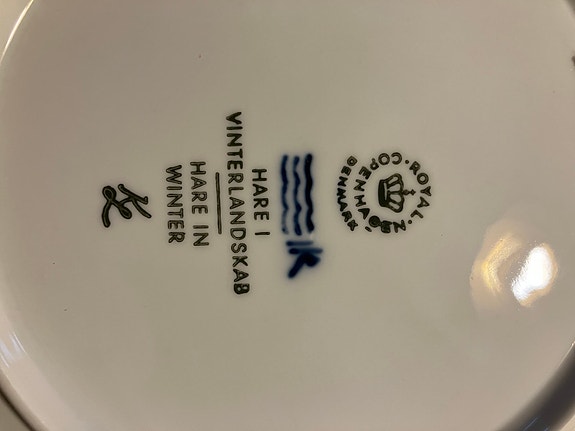 ROYAL
COPENHAGEN
DENMARK
HARE I
VINTERLANDSKAB
HARE IN
WINTER